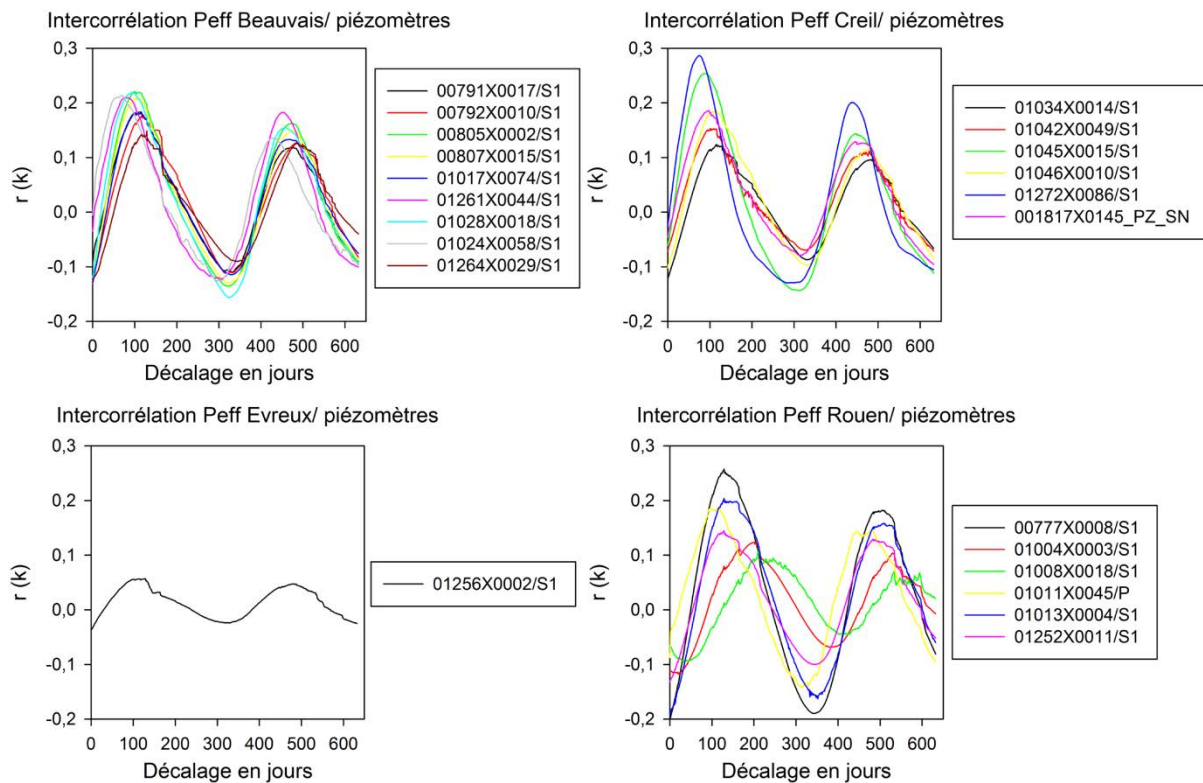 Intercorrélation Peff Beauvais/ piézomètres
0,3
0,2
0,1
0,0
-0,1
-0,2
r (k)
0 100 200 300 400 500 600
Décalage en jours
00791X0017/S1
00792X0010/S1
00805X0002/S1
00807X0015/S1
01017X0074/S1
01261X0044/S1
01028X0018/S1
01024X0058/S1
01264X0029/S1
Intercorrélation Peff Creil/ piézomètres
0,3
0,2
0,1
0,0
-0,1
-0,2
r (k)
0 100 200 300 400 500 600
Décalage en jours
01034X0014/S1
01042X0049/S1
01045X0015/S1
01046X0010/S1
01272X0086/S1
001817X0145_PZ_SN
Intercorrélation Peff Evreux/ piézomètres
0,3
0,2
0,1
0,0
-0,1
-0,2
r (k)
0 100 200 300 400 500 600
Décalage en jours
01256X0002/S1
Intercorrélation Peff Rouen/ piézomètres
0,3
0,2
0,1
0,0
-0,1
-0,2
r (k)
0 100 200 300 400 500 600
Décalage en jours
00777X0008/S1
01004X0003/S1
01008X0018/S1
01011X0045/P
01013X0004/S1
01252X0011/S1